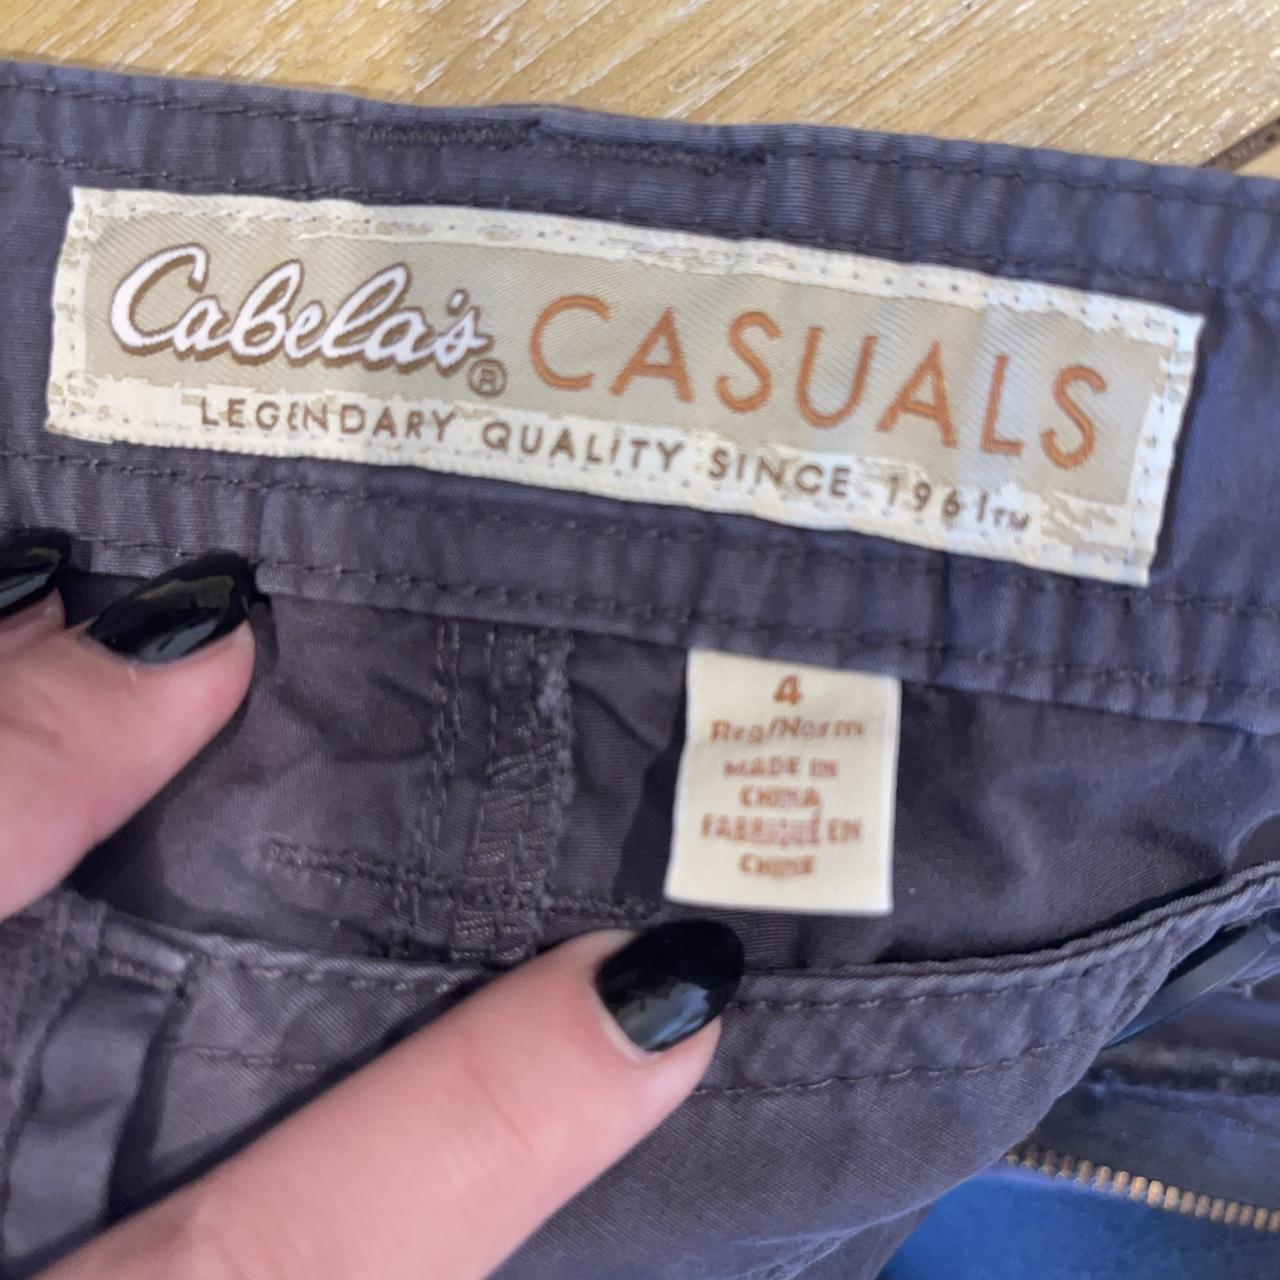 Cabela's® CASUALS
LEGENDARY QUALITY SINCE 1961™
4
Reg/Norm
MADE IN
CHINA
FABRIQUÉ EN
CHINE